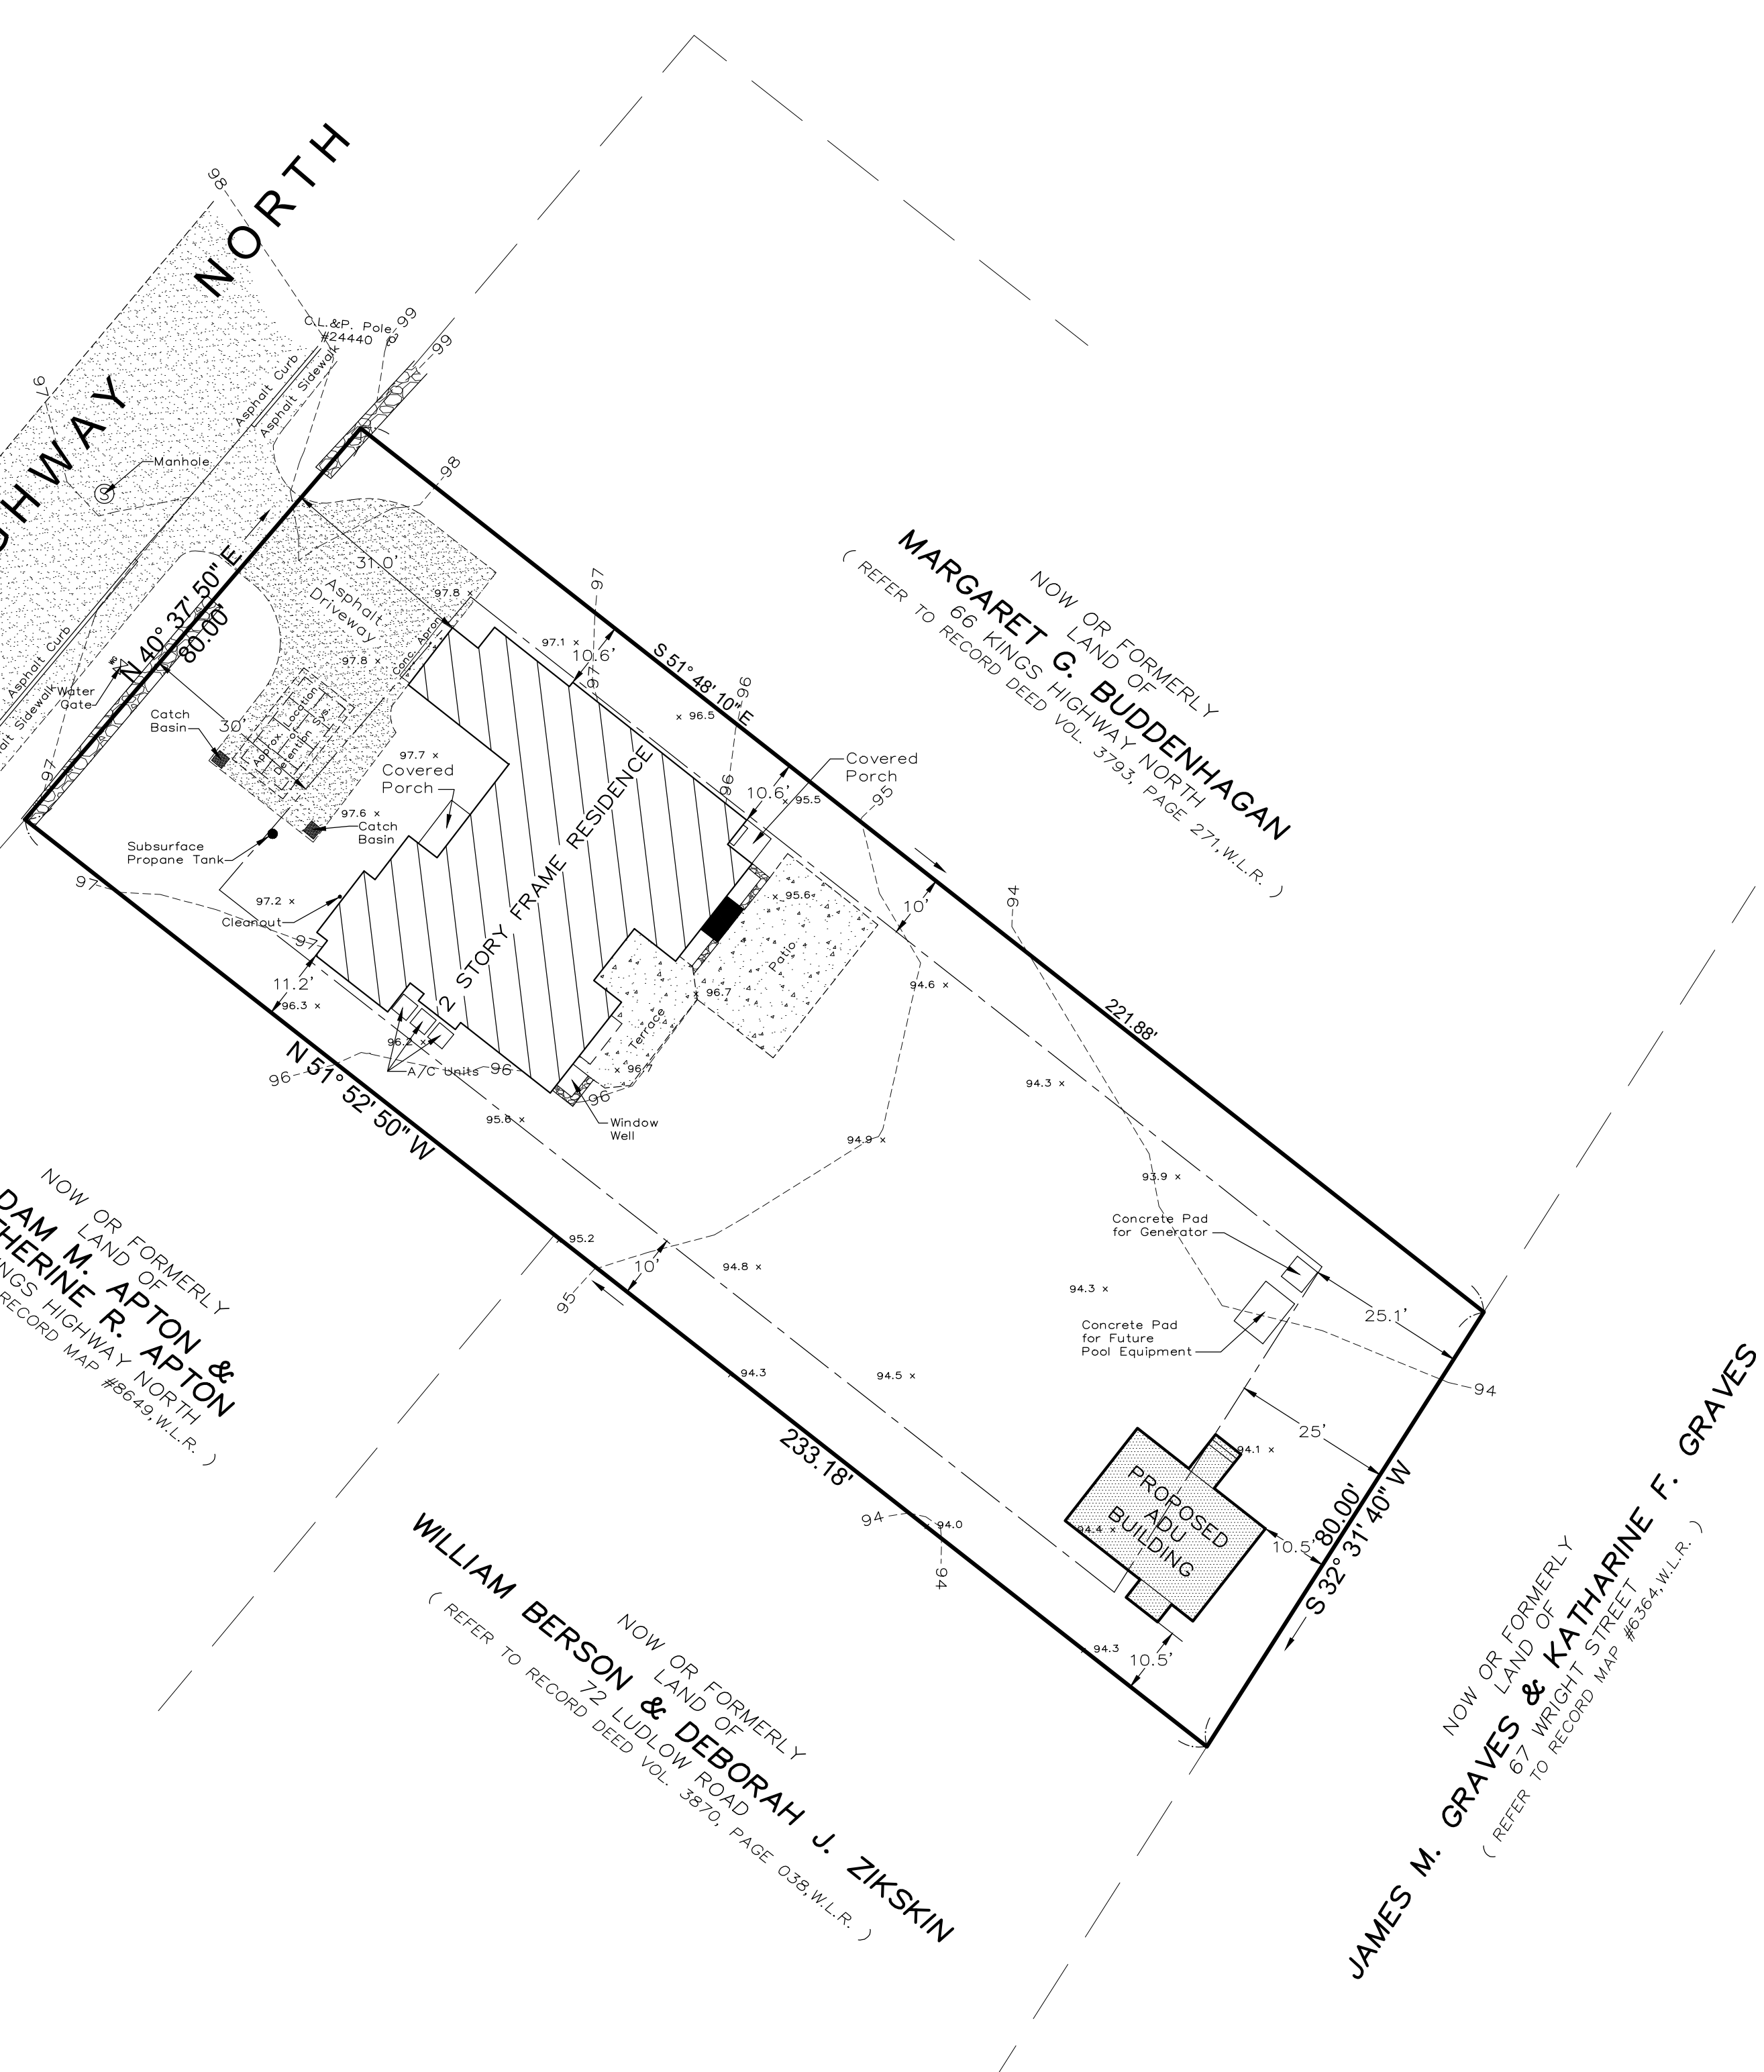 NORTH
98
99
99
C.L.&P. Pole
#24440
Asphalt Curb
Asphalt Sidewalk
97
Manhole
S
98
N 40° 37' 50" E
80.00'
31.0'
Asphalt
Driveway
Conc. Apron
97.8 ×
97.8 ×
97.1 ×
97
97
10.6'
S 51° 48' 10" E
96
96
× 96.5
Asphalt Curb
WG
Water
Gate
97
Catch
Basin
30'
Approx. Location
of
Detention Sys.
97.7 ×
Covered
Porch
97.6 ×
Catch
Basin
Subsurface
Propane Tank
97
97.2 ×
Cleanout
97
11.2'
96.3 ×
2 STORY FRAME RESIDENCE
Covered
Porch
10.6'
× 95.5
95
× 95.6
Patio
× 96.7
Terrace
× 96.7
96.2 ×
A/C Units
96
96
96
Window
Well
95.6 ×
10'
94
94.6 ×
221.88'
94.3 ×
94.9 ×
93.9 ×
N 51° 52' 50" W
95.2
10'
95
94.8 ×
94.3 ×
94.3
94.5 ×
233.18'
Concrete Pad
for Generator
Concrete Pad
for Future
Pool Equipment
25.1'
94
25'
94.1 ×
PROPOSED
ADU
BUILDING
94.4 ×
10.5'
80.00'
S 32° 31' 40" W
94
94.0
94
94.3
10.5'
NOW OR FORMERLY
LAND OF
MARGARET G. BUDDENHAGAN
66 KINGS HIGHWAY NORTH
( REFER TO RECORD DEED VOL. 3793, PAGE 271,W.L.R. )
NOW OR FORMERLY
LAND OF
M. APTON &
R. APTON
HIGHWAY NORTH
RECORD MAP #8649,W.L.R. )
NOW OR FORMERLY
LAND OF
WILLIAM BERSON & DEBORAH J. ZIKSKIN
72 LUDLOW ROAD
( REFER TO RECORD DEED VOL. 3870, PAGE 038,W.L.R. )
NOW OR FORMERLY
LAND OF
JAMES M. GRAVES & KATHARINE F. GRAVES
67 WRIGHT STREET
( REFER TO RECORD MAP #6364,W.L.R. )